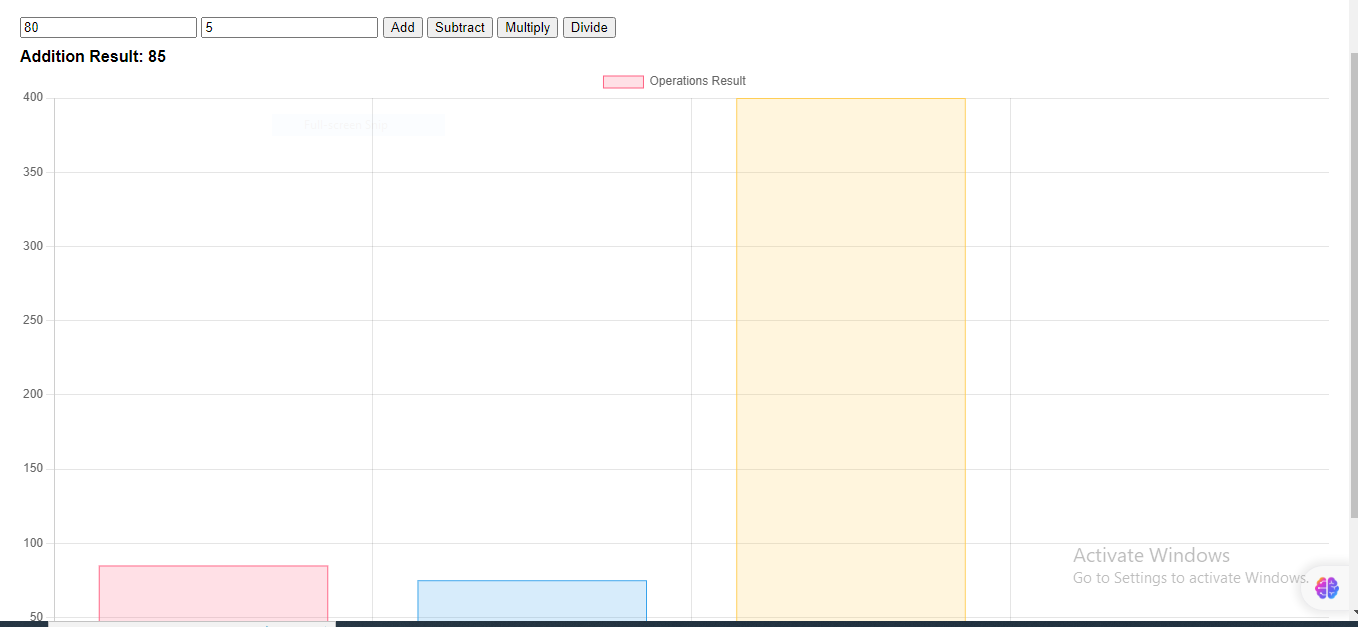 80 5 Add Subtract Multiply Divide
Addition Result: 85
Operations Result
400
Full-screen Snip
350
300
250
200
150
100
Activate Windows
Go to Settings to activate Windows.
50